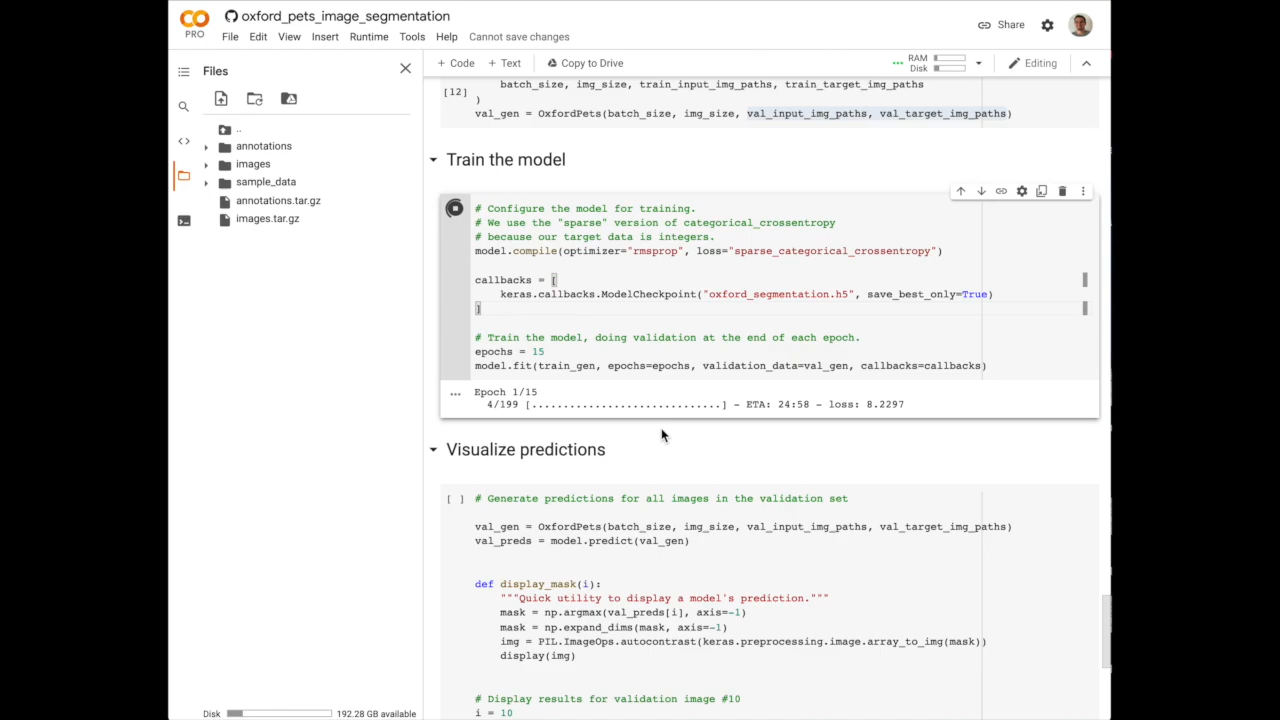 CO
PRO
oxford_pets_image_segmentation
File Edit View Insert Runtime Tools Help Cannot save changes
Share
Files
+ Code + Text Copy to Drive
RAM
Disk
Editing
..
annotations
images
sample_data
annotations.tar.gz
images.tar.gz
Disk 192.28 GB available
[12]
batch_size, img_size, train_input_img_paths, train_target_img_paths
)
val_gen = OxfordPets(batch_size, img_size, val_input_img_paths, val_target_img_paths)
Train the model
# Configure the model for training.
# We use the "sparse" version of categorical_crossentropy
# because our target data is integers.
model.compile(optimizer="rmsprop", loss="sparse_categorical_crossentropy")
callbacks = [
keras.callbacks.ModelCheckpoint("oxford_segmentation.h5", save_best_only=True)
]
# Train the model, doing validation at the end of each epoch.
epochs = 15
model.fit(train_gen, epochs=epochs, validation_data=val_gen, callbacks=callbacks)
Epoch 1/15
4/199 [..............................] - ETA: 24:58 - loss: 8.2297
Visualize predictions
[ ] # Generate predictions for all images in the validation set
val_gen = OxfordPets(batch_size, img_size, val_input_img_paths, val_target_img_paths)
val_preds = model.predict(val_gen)
def display_mask(i):
"""Quick utility to display a model's prediction."""
mask = np.argmax(val_preds[i], axis=-1)
mask = np.expand_dims(mask, axis=-1)
img = PIL.ImageOps.autocontrast(keras.preprocessing.image.array_to_img(mask))
display(img)
# Display results for validation image #10
i = 10